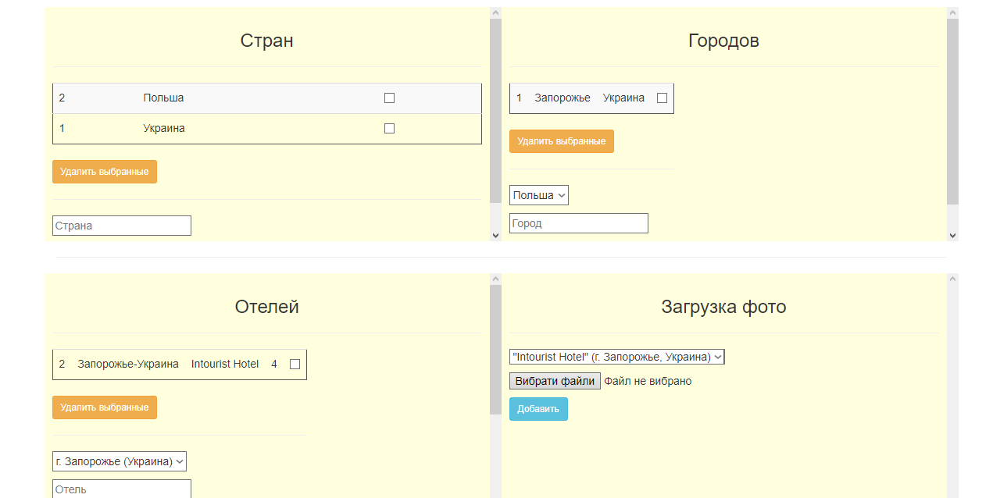 Стран
2 Польша
1 Украина
Удалить выбранные
Страна
Городов
1 Запорожье Украина
Удалить выбранные
Польша
Город
Отелей
2 Запорожье-Украина Intourist Hotel 4
Удалить выбранные
г. Запорожье (Украина)
Отель
Загрузка фото
"Intourist Hotel" (г. Запорожье, Украина)
Вибрати файли Файл не вибрано
Добавить